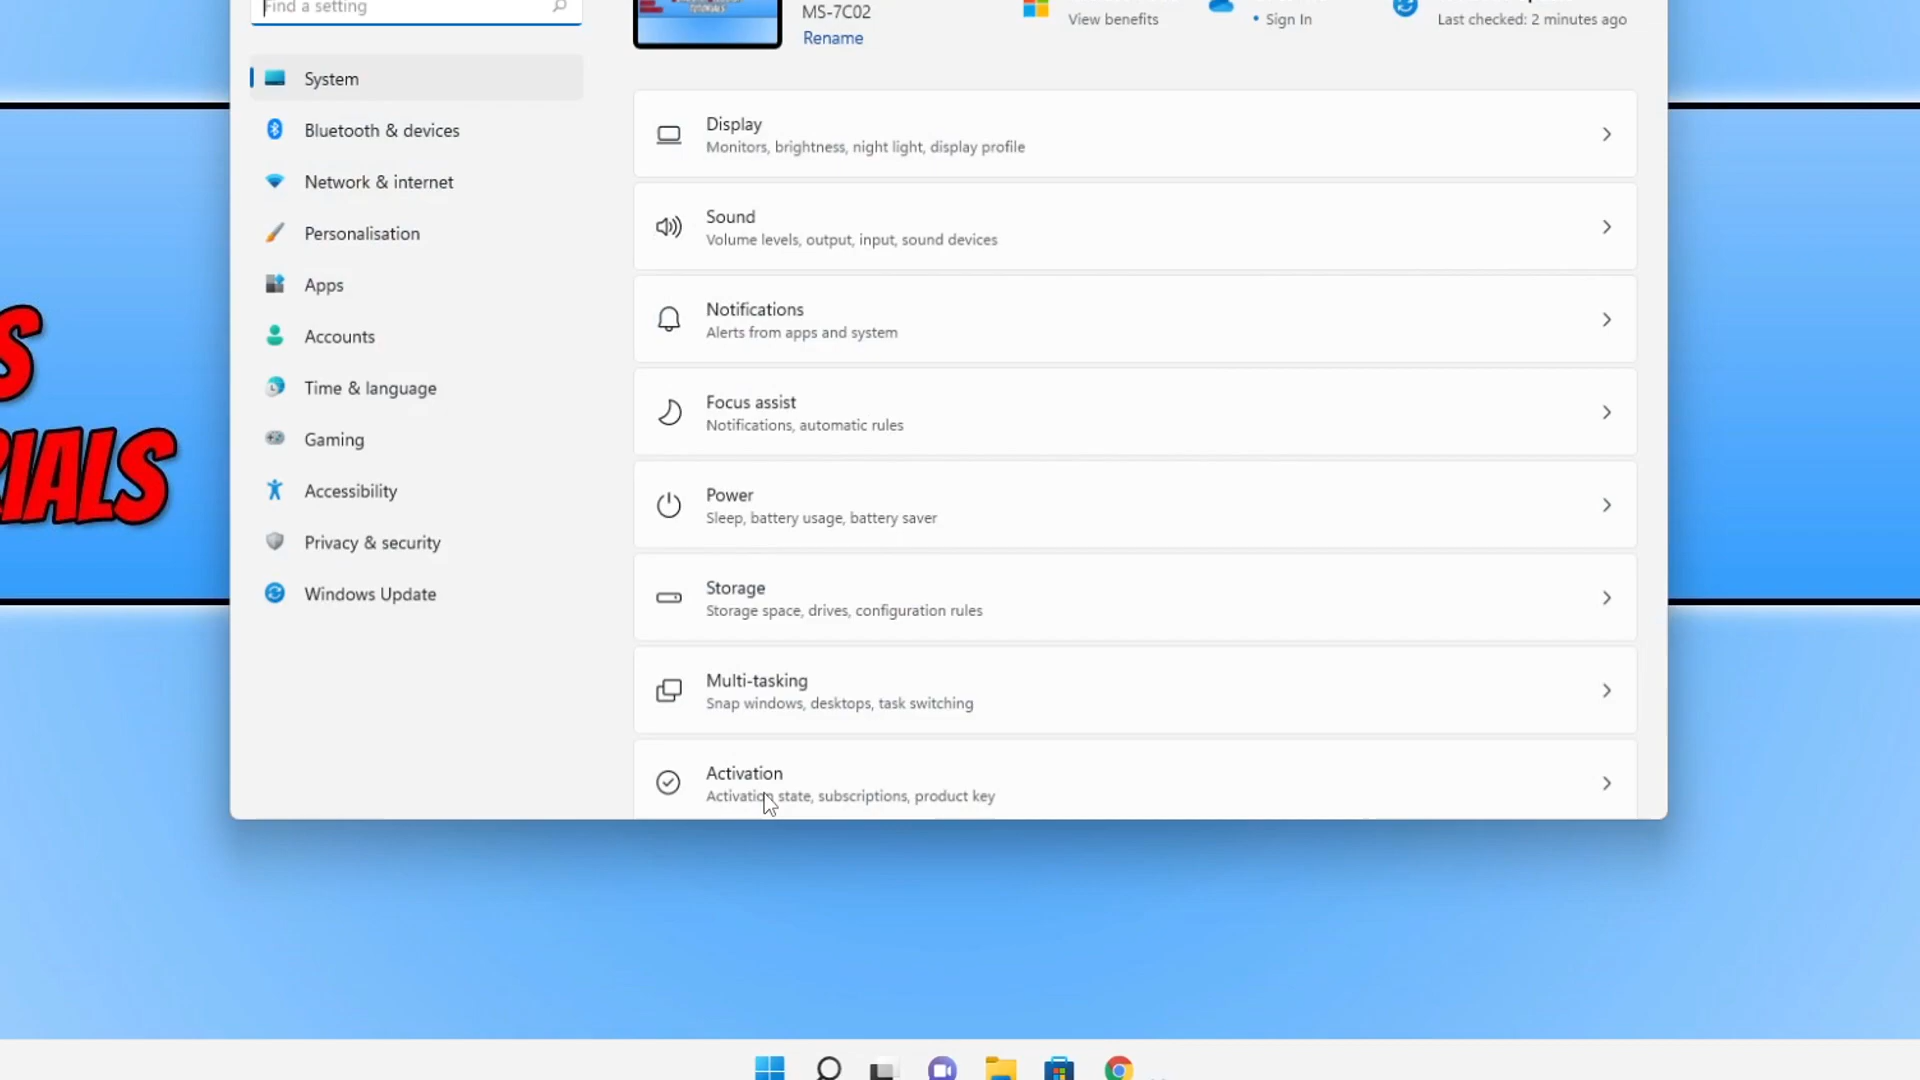 Find a setting
MS-7C02
Rename
View benefits
• Sign In
Last checked: 2 minutes ago
System
Bluetooth & devices
Network & internet
Personalisation
Apps
Accounts
Time & language
Gaming
Accessibility
Privacy & security
Windows Update
Display
Monitors, brightness, night light, display profile
Sound
Volume levels, output, input, sound devices
Notifications
Alerts from apps and system
Focus assist
Notifications, automatic rules
Power
Sleep, battery usage, battery saver
Storage
Storage space, drives, configuration rules
Multi-tasking
Snap windows, desktops, task switching
Activation
Activation state, subscriptions, product key
S
RIALS
TUTORIALS